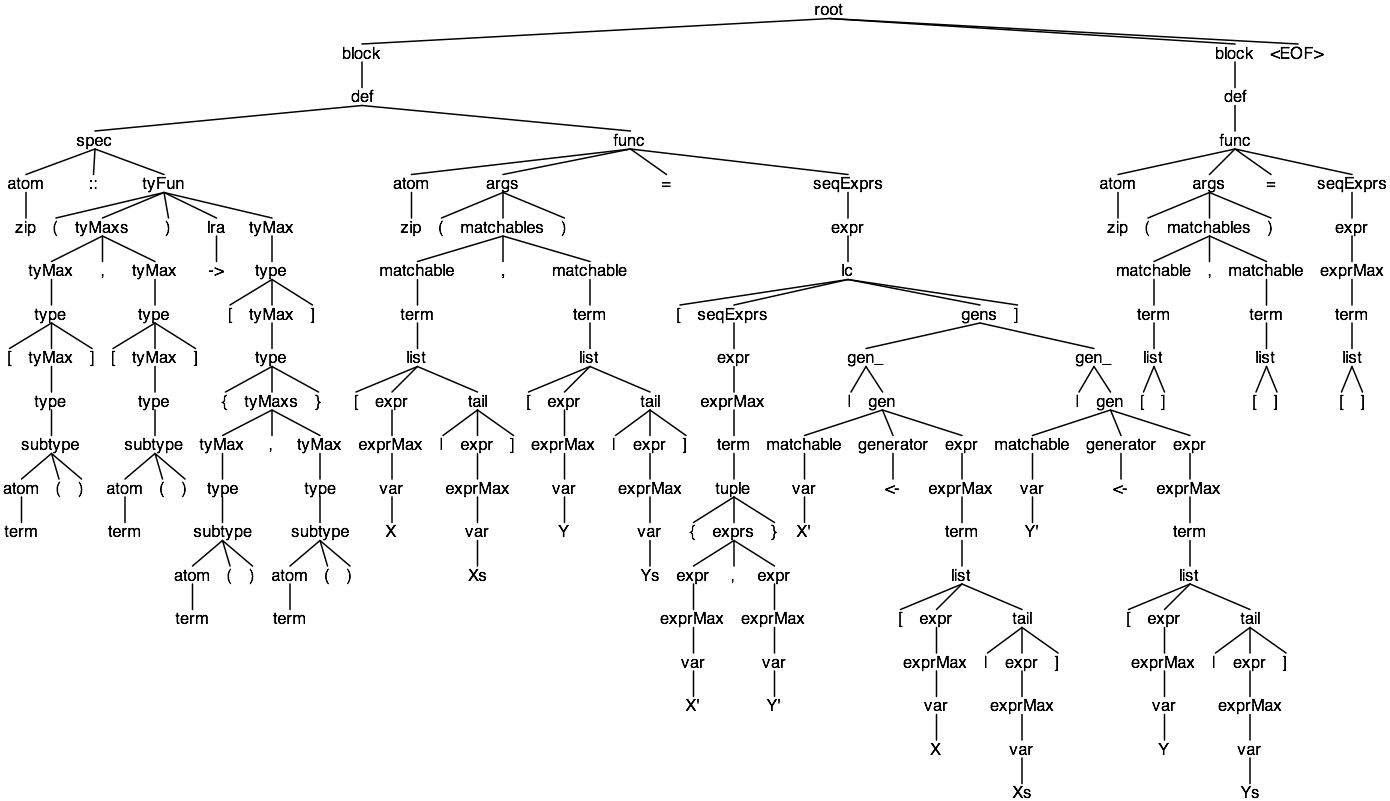 root
block block <EOF>
def def
spec func func
atom :: tyFun atom args = seqExprs atom args = seqExprs
zip ( tyMaxs ) lra tyMax zip ( matchables ) expr zip ( matchables ) expr
tyMax , tyMax -> type matchable , matchable lc matchable , matchable exprMax
type type [ tyMax ] term term [ seqExprs gens ] term term term
[ tyMax ] [ tyMax ] type list list expr gen_ gen_ list list list
type type { tyMaxs } [ expr tail [ expr tail exprMax | gen | gen [ ] [ ] [ ]
subtype subtype tyMax , tyMax exprMax | expr ] exprMax | expr ] term matchable generator expr matchable generator expr
atom ( ) atom ( ) type type var exprMax var exprMax tuple var <- exprMax var <- exprMax
term term subtype subtype X var Y var { exprs } X' term Y' term
atom ( ) atom ( ) Xs Ys expr , expr list list
term term exprMax exprMax [ expr tail [ expr tail
var var exprMax | expr ] exprMax | expr ]
X' Y' var exprMax var exprMax
X var Y var
Xs Ys